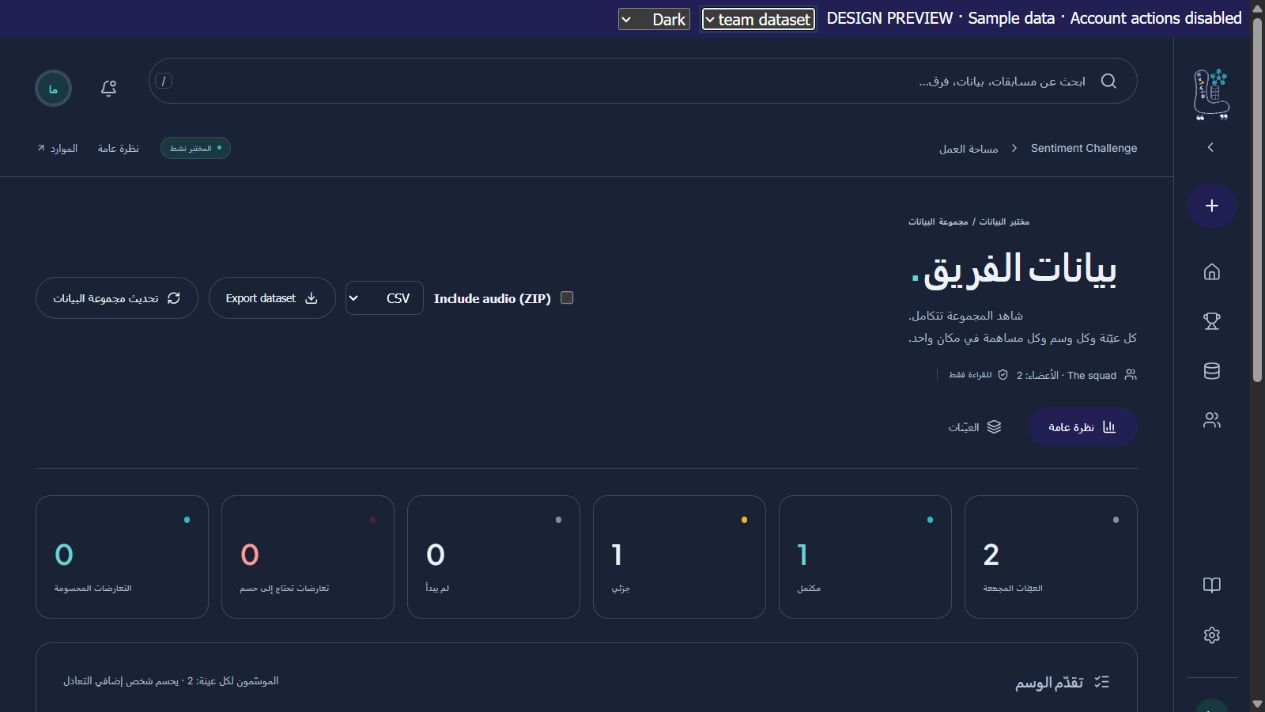 DESIGN PREVIEW · Sample data · Account actions disabled
team dataset
Dark
ابحث عن مسابقات، بيانات، فرق...
/
ما
Sentiment Challenge
مساحة العمل
المختبر نشط
نظرة عامة
الموارد
مختبر البيانات / مجموعة البيانات
بيانات الفريق.
شاهد المجموعة تتكامل.
كل عيّنة وكل وسم وكل مساهمة في مكان واحد.
The squad · الأعضاء: 2
للقراءة فقط
Include audio (ZIP)
CSV
Export dataset
تحديث مجموعة البيانات
نظرة عامة
العيّنات
2
العيّنات المجمّعة
1
مكتمل
1
جزئي
0
لم يبدأ
0
تعارضات تحتاج إلى حسم
0
التعارضات المحسومة
تقدّم الوسم
الموسّمون لكل عينة: 2 · يحسم شخص إضافي التعادل